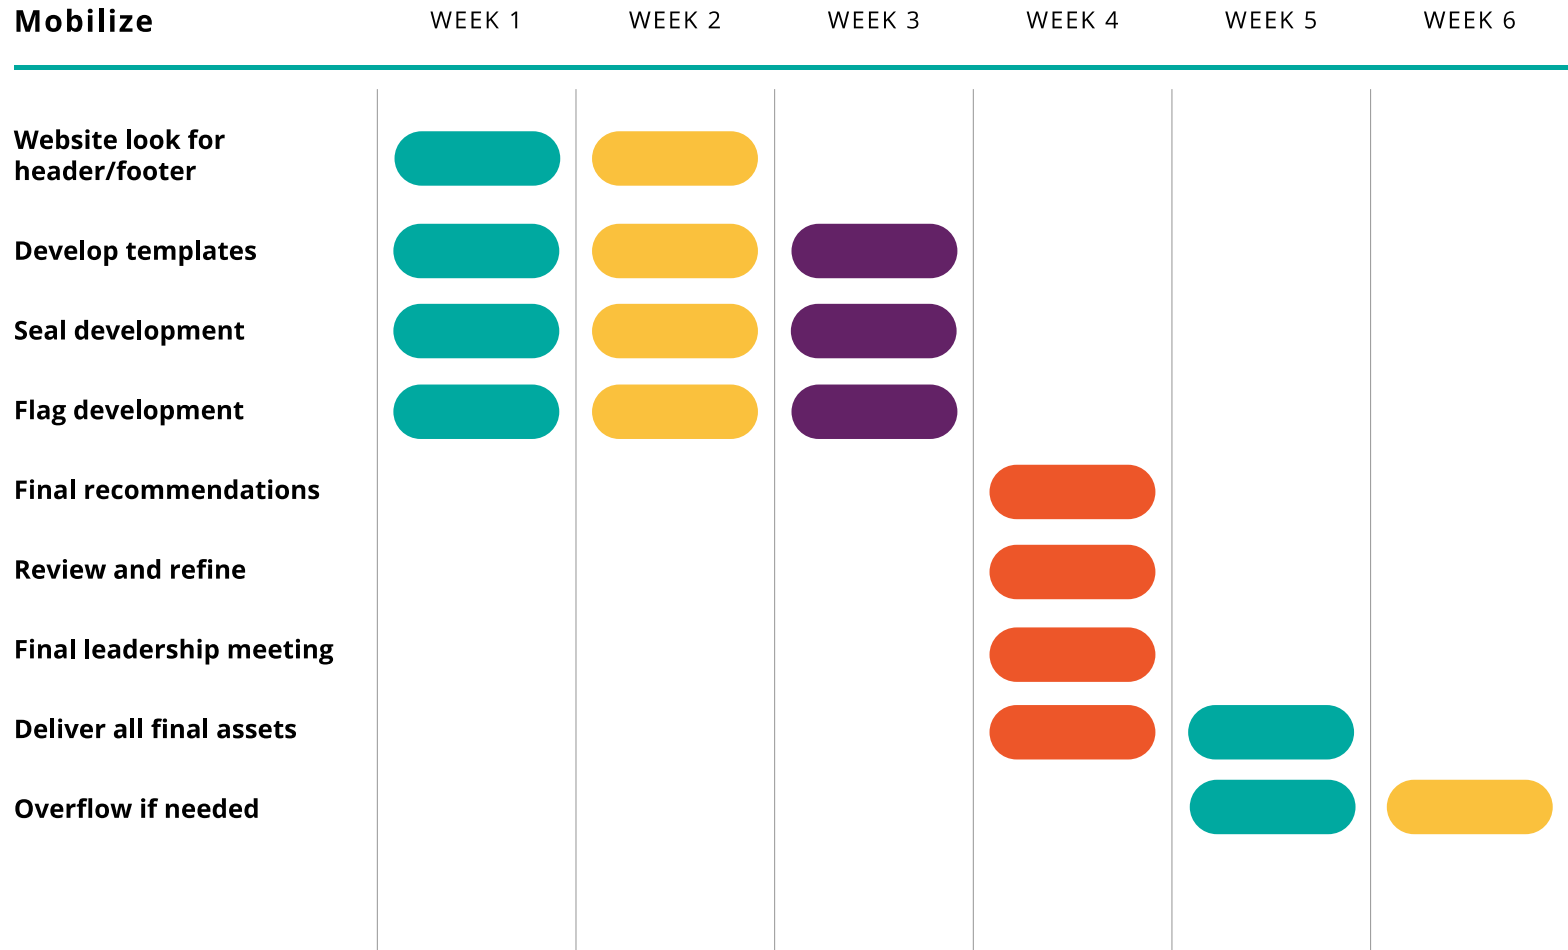 Mobilize WEEK 1 WEEK 2 WEEK 3 WEEK 4 WEEK 5 WEEK 6
Website look for
header/footer
Develop templates
Seal development
Flag development
Final recommendations
Review and refine
Final leadership meeting
Deliver all final assets
Overflow if needed